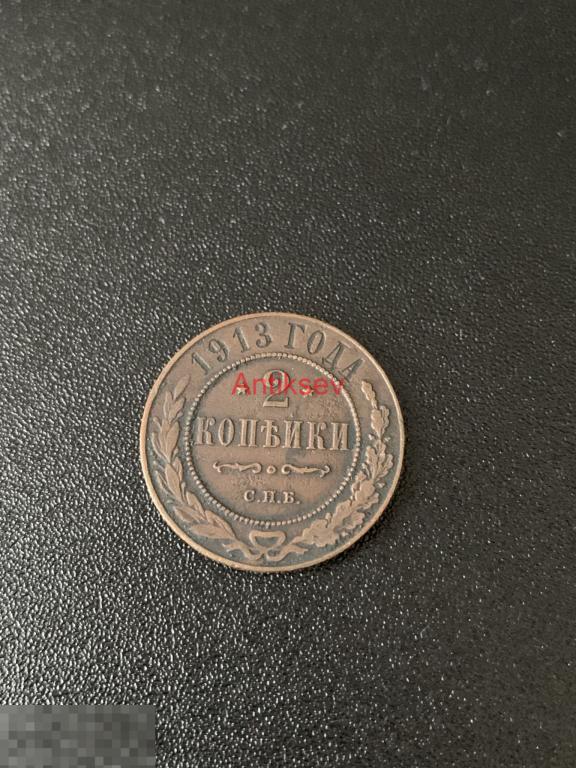 1913 ГОДА
* 2 *
Antiksev
КОПѢЙКИ
С.П.Б.